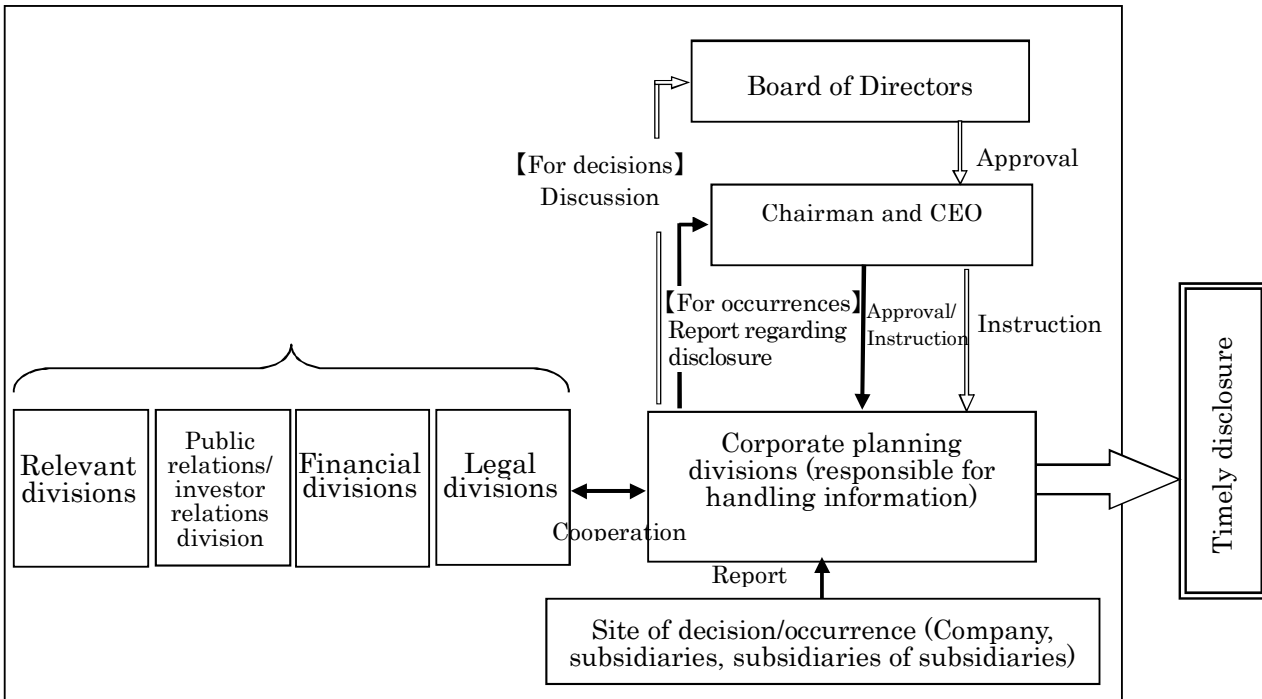 Board of Directors
Approval
【For decisions】
Discussion
Chairman and CEO
【For occurrences】
Report regarding
disclosure
Approval/
Instruction
Instruction
Relevant
divisions
Public
relations/
investor
relations
division
Financial
divisions
Legal
divisions
Cooperation
Corporate planning
divisions (responsible for
handling information)
Timely disclosure
Report
Site of decision/occurrence (Company,
subsidiaries, subsidiaries of subsidiaries)